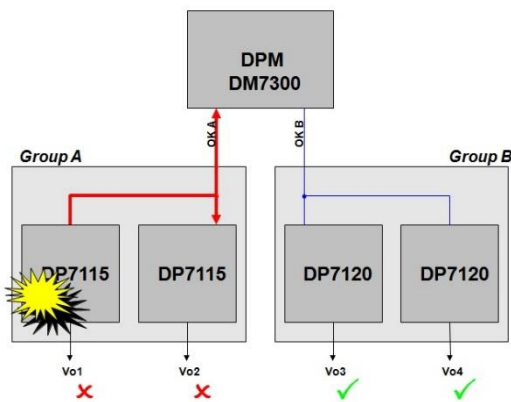 DPM
DM7300
OK A
OK B
Group A
Group B
DP7115
DP7115
DP7120
DP7120
Vo1
Vo2
Vo3
Vo4